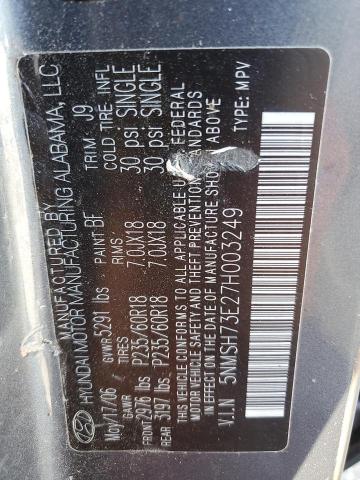 MANUFACTURED BY
HYUNDAI MOTOR MANUFACTURING ALABAMA, LLC
May/17/06 GVWR 5291 lbs PAINT BF TRIM J9
GAWR TIRES RIMS COLD TIRE INFL
FRONT 2976 lbs P235/60R18 7.0JX18 30 psi SINGLE
REAR 3197 lbs P235/60R18 7.0JX18 30 psi SINGLE
THIS VEHICLE CONFORMS TO ALL APPLICABLE U. FEDERAL
MOTOR VEHICLE SAFETY AND STANDARDS
IN EFFECT ON THE DATE OF MANUFACTURE SHOWN ABOVE
V.I.N 5NMSH73E27H003249 TYPE MPV